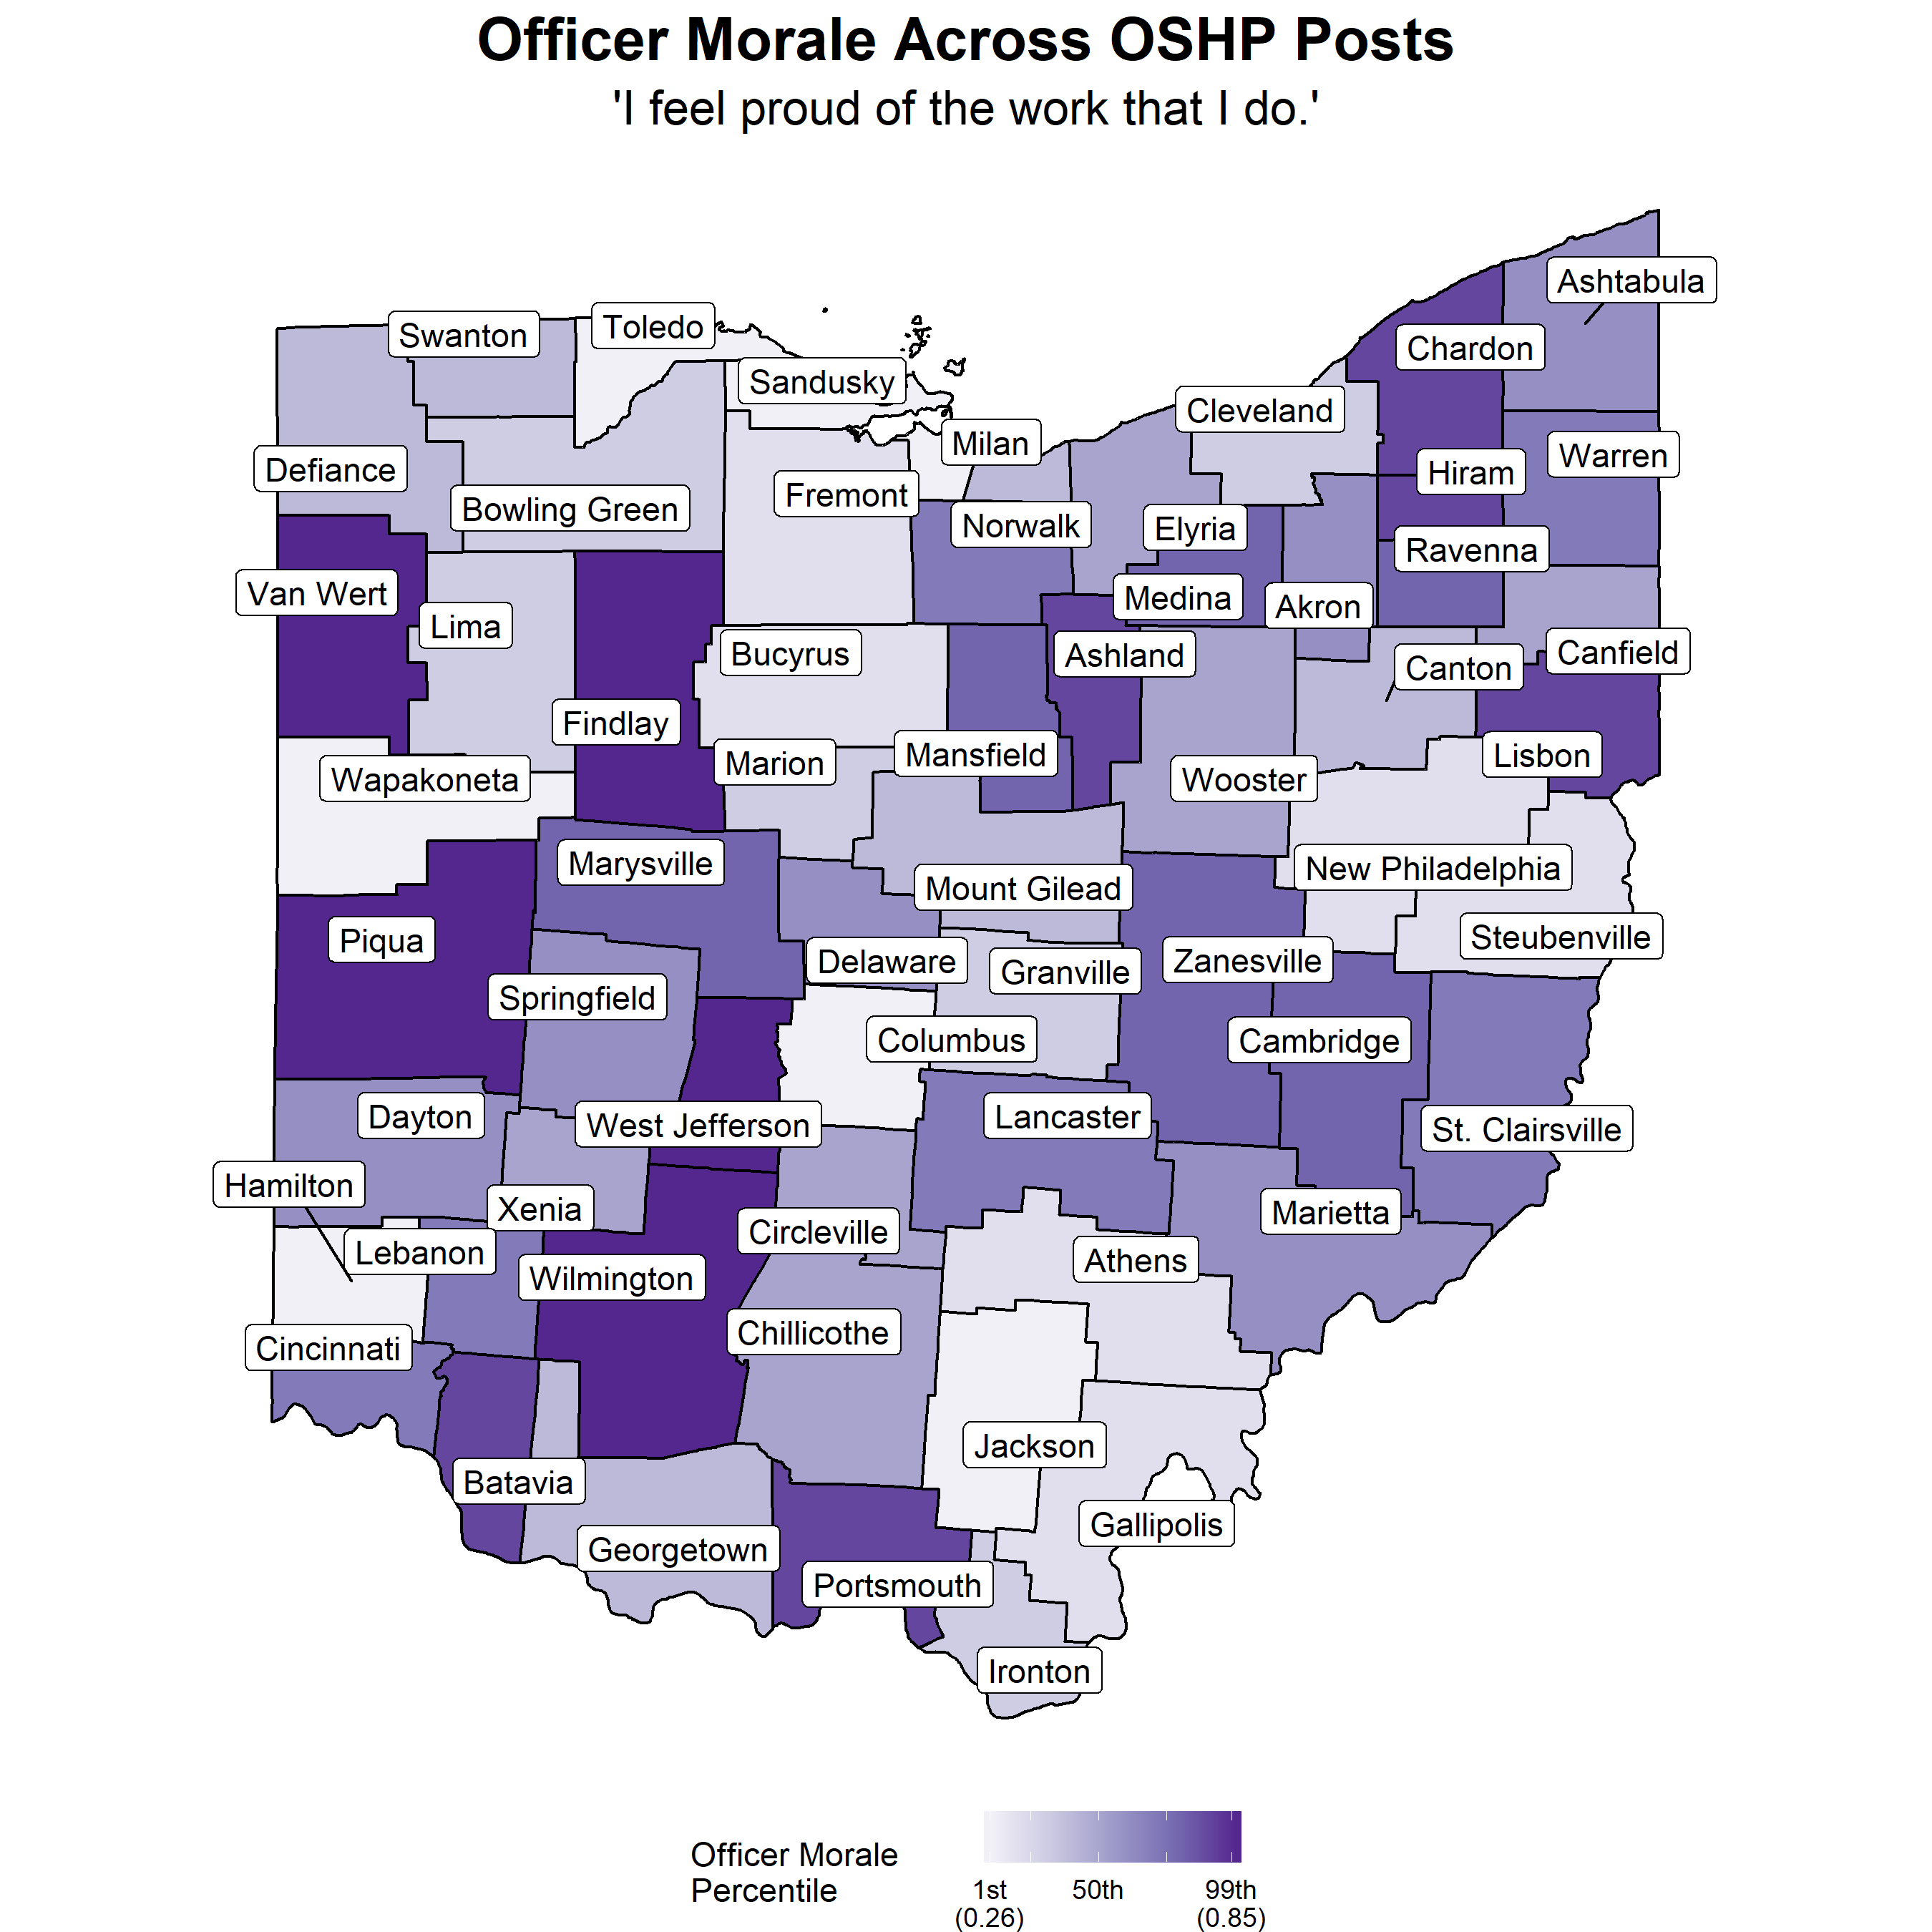 Officer Morale Across OSHP Posts
'I feel proud of the work that I do.'
Ashtabula
Swanton
Toledo
Chardon
Sandusky
Cleveland
Milan
Defiance
Warren
Hiram
Fremont
Bowling Green
Norwalk
Elyria
Ravenna
Van Wert
Medina
Akron
Lima
Bucyrus
Ashland
Canfield
Canton
Findlay
Mansfield
Lisbon
Marion
Wapakoneta
Wooster
Marysville
New Philadelphia
Mount Gilead
Steubenville
Piqua
Delaware
Zanesville
Granville
Springfield
Columbus
Cambridge
Dayton
Lancaster
West Jefferson
St. Clairsville
Hamilton
Xenia
Marietta
Circleville
Lebanon
Athens
Wilmington
Chillicothe
Cincinnati
Jackson
Batavia
Gallipolis
Georgetown
Portsmouth
Ironton
Officer Morale
Percentile
1st
(0.26)
50th
99th
(0.85)